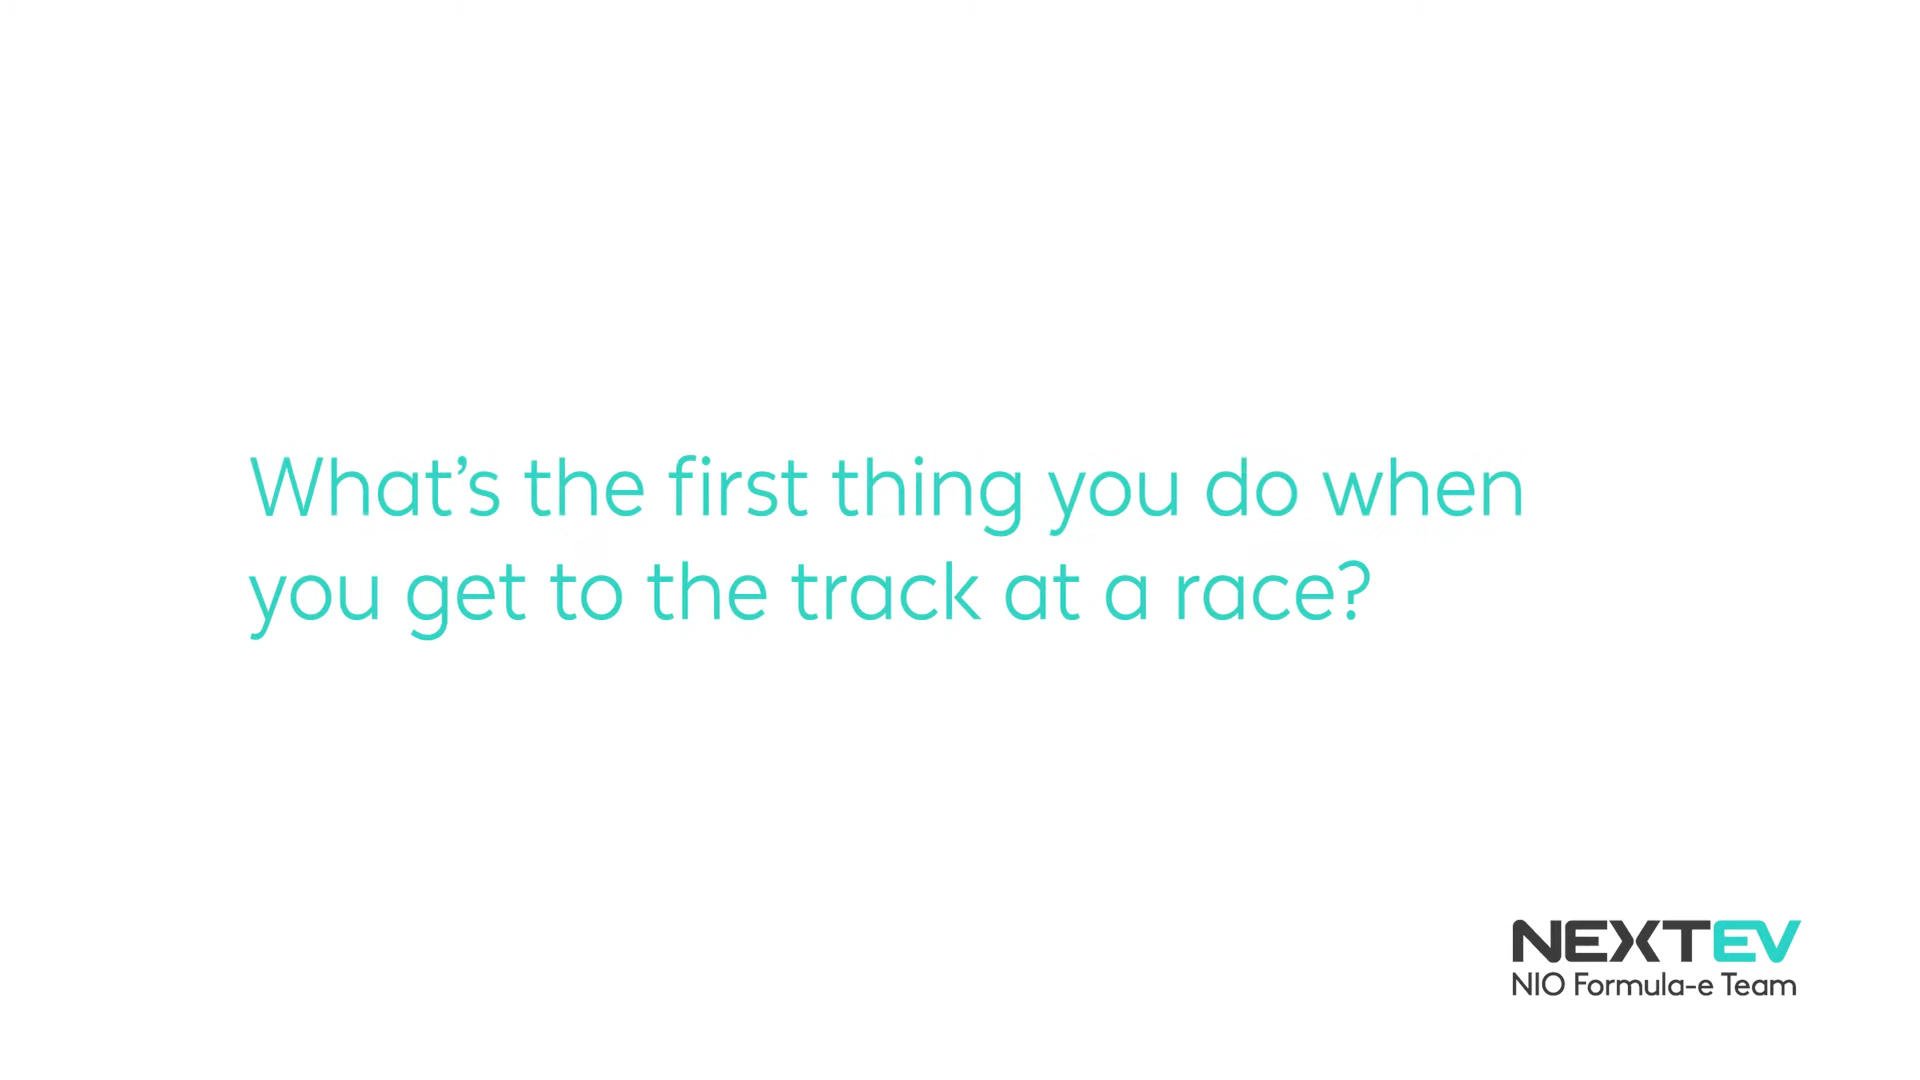 What’s the first thing you do when
you get to the track at a race?
NEXTEV
NIO Formula-e Team